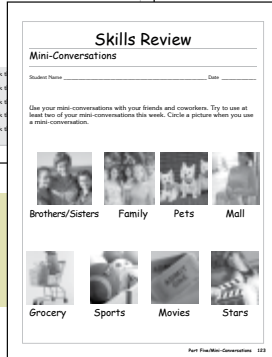 Skills Review
Mini-Conversations
Student Name Date
Use your mini-conversations with your friends and coworkers. Try to use at
least two of your mini-conversations this week. Circle a picture when you use
a mini-conversation.
Brothers/Sisters Family Pets Mall
Grocery Sports Movies Stars
Part Five/Mini-Conversations 123